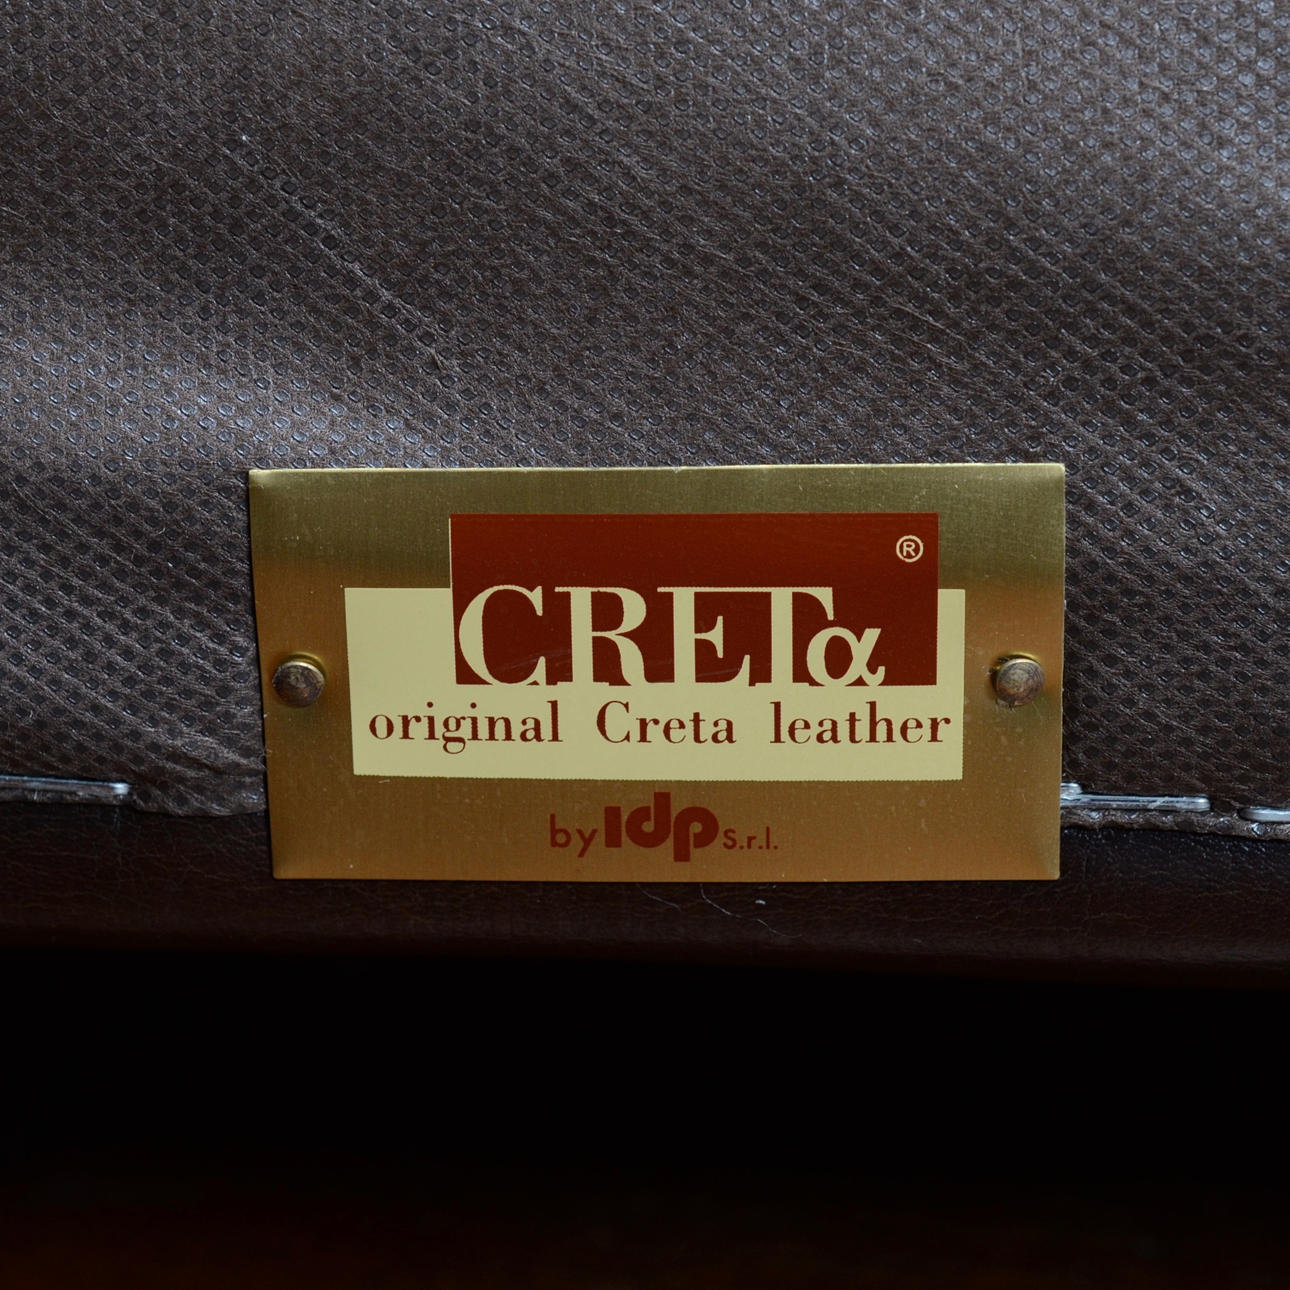 ®
CRETα
original Creta leather
by Idp s.r.l.